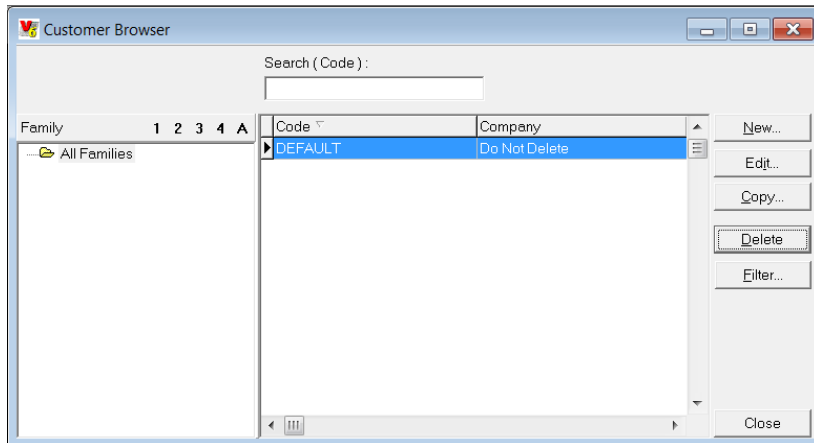 Customer Browser
Search ( Code ) :
Family 1 2 3 4 A
All Families
Code Company
DEFAULT Do Not Delete
New...
Edit...
Copy...
Delete
Filter...
Close